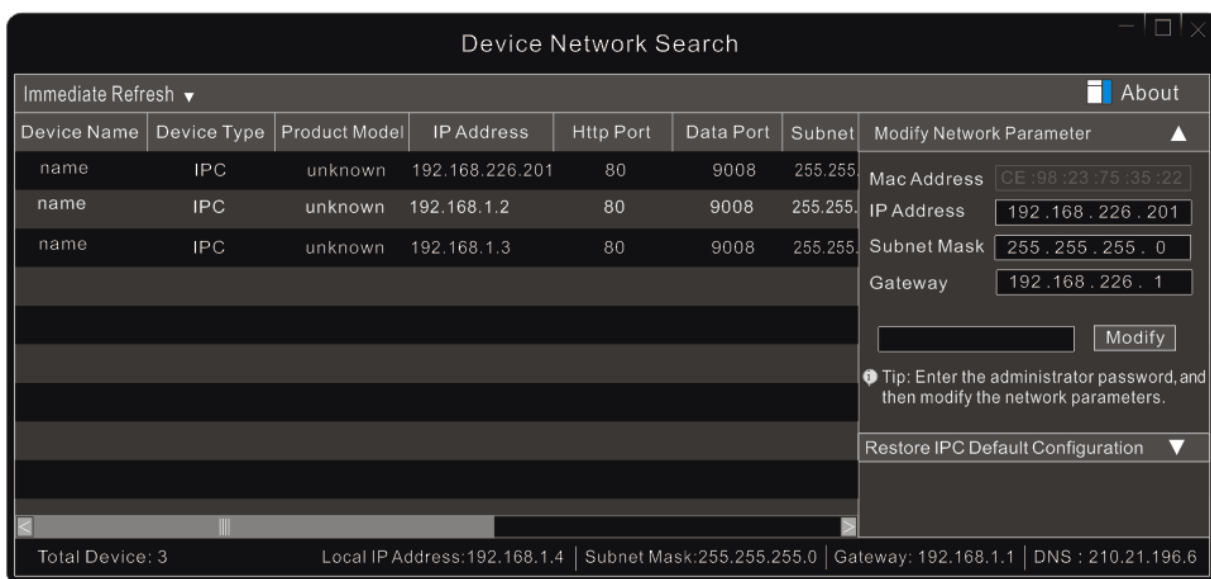 Device Network Search
Immediate Refresh
About
Device Name Device Type Product Model IP Address Http Port Data Port Subnet
name IPC unknown 192.168.226.201 80 9008 255.255.
name IPC unknown 192.168.1.2 80 9008 255.255.
name IPC unknown 192.168.1.3 80 9008 255.255.
Modify Network Parameter
Mac Address CE:98:23:75:35:22
IP Address 192.168.226.201
Subnet Mask 255.255.255.0
Gateway 192.168.226.1
Modify
Tip: Enter the administrator password,and
then modify the network parameters.
Restore IPC Default Configuration
Total Device: 3 Local IP Address:192.168.1.4 Subnet Mask:255.255.255.0 Gateway: 192.168.1.1 DNS : 210.21.196.6